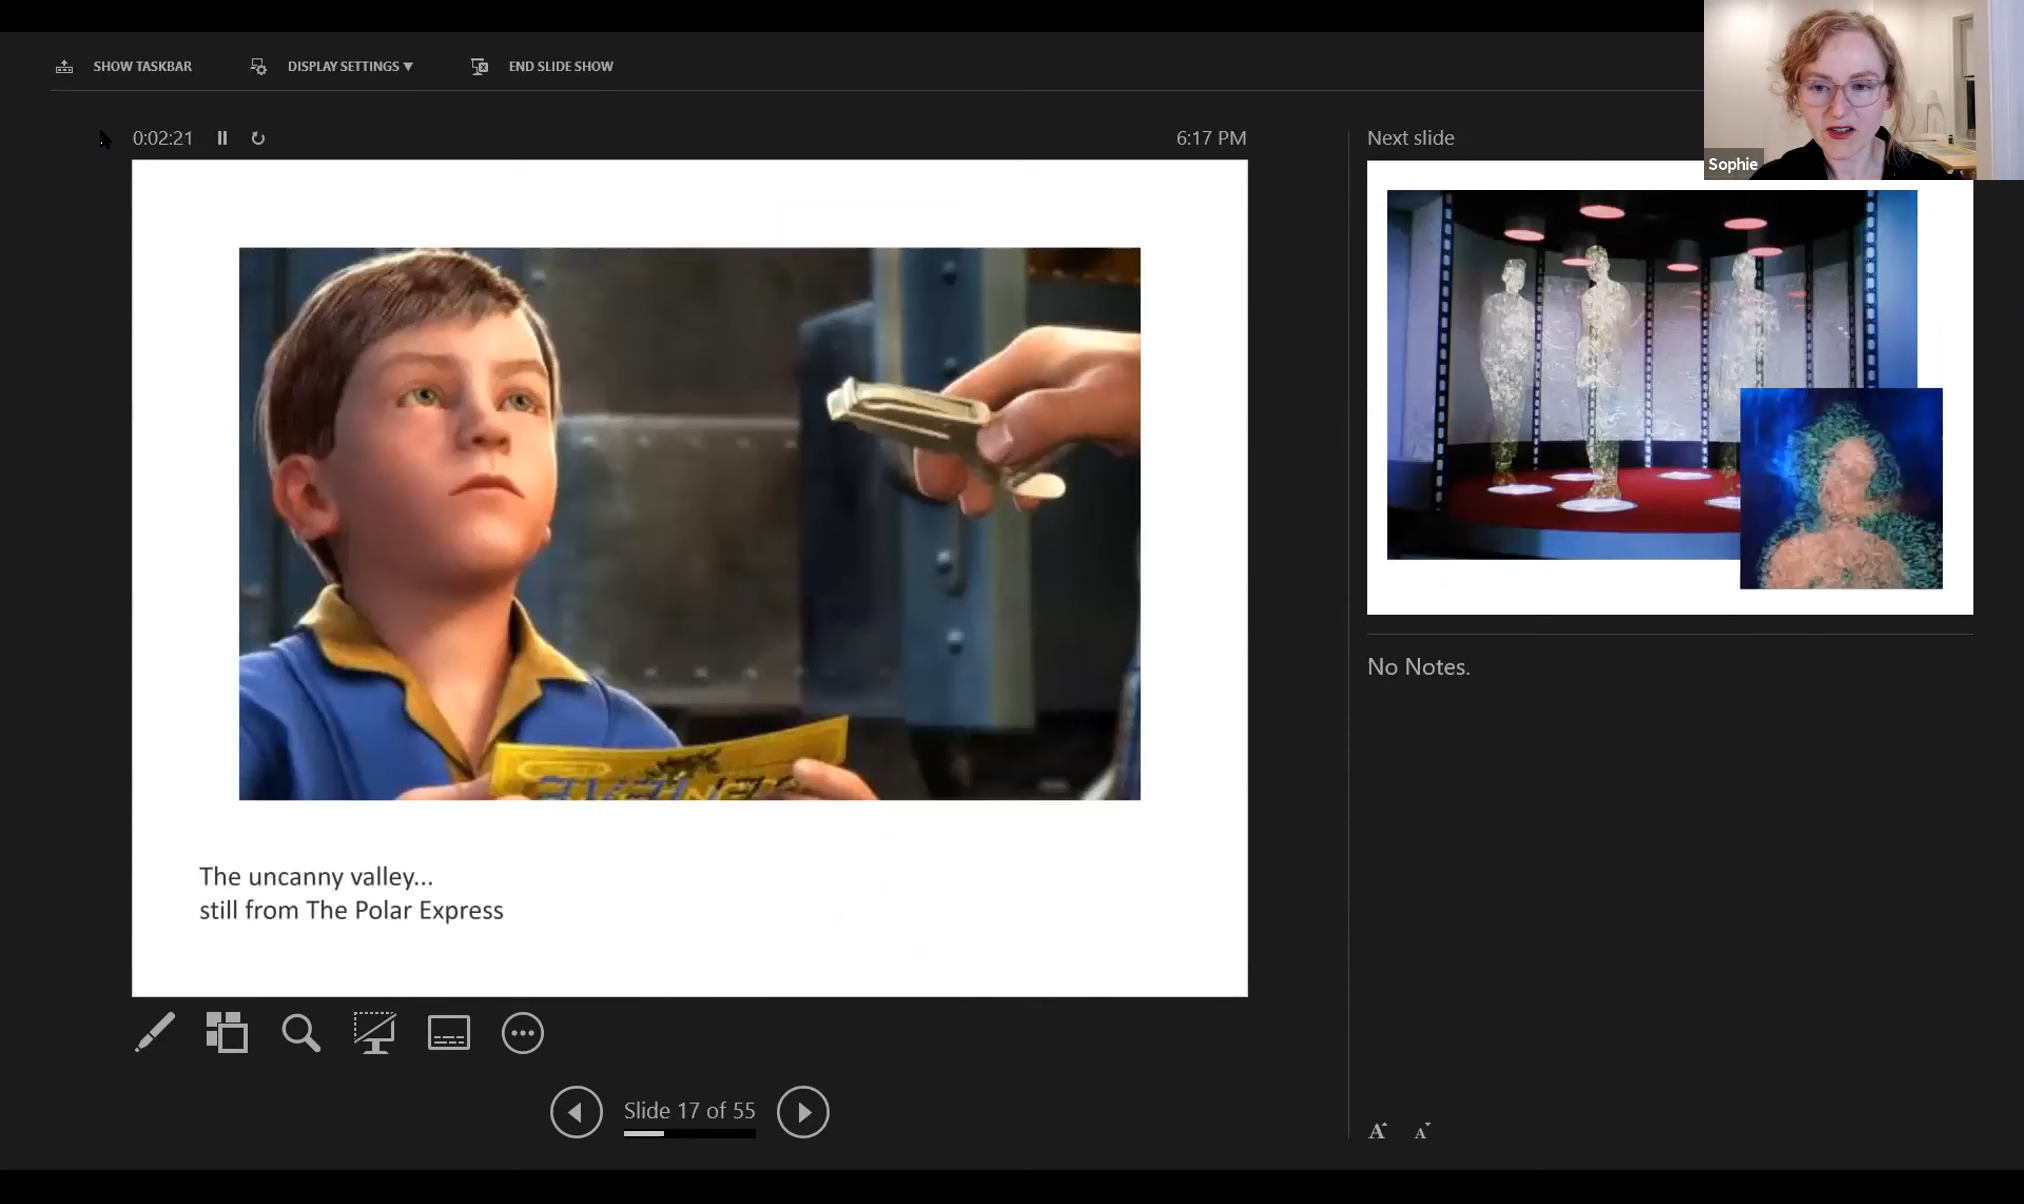 SHOW TASKBAR
DISPLAY SETTINGS ▼
END SLIDE SHOW
0:02:21
6:17 PM
Next slide
Sophie
The uncanny valley...
still from The Polar Express
No Notes.
Slide 17 of 55
A A